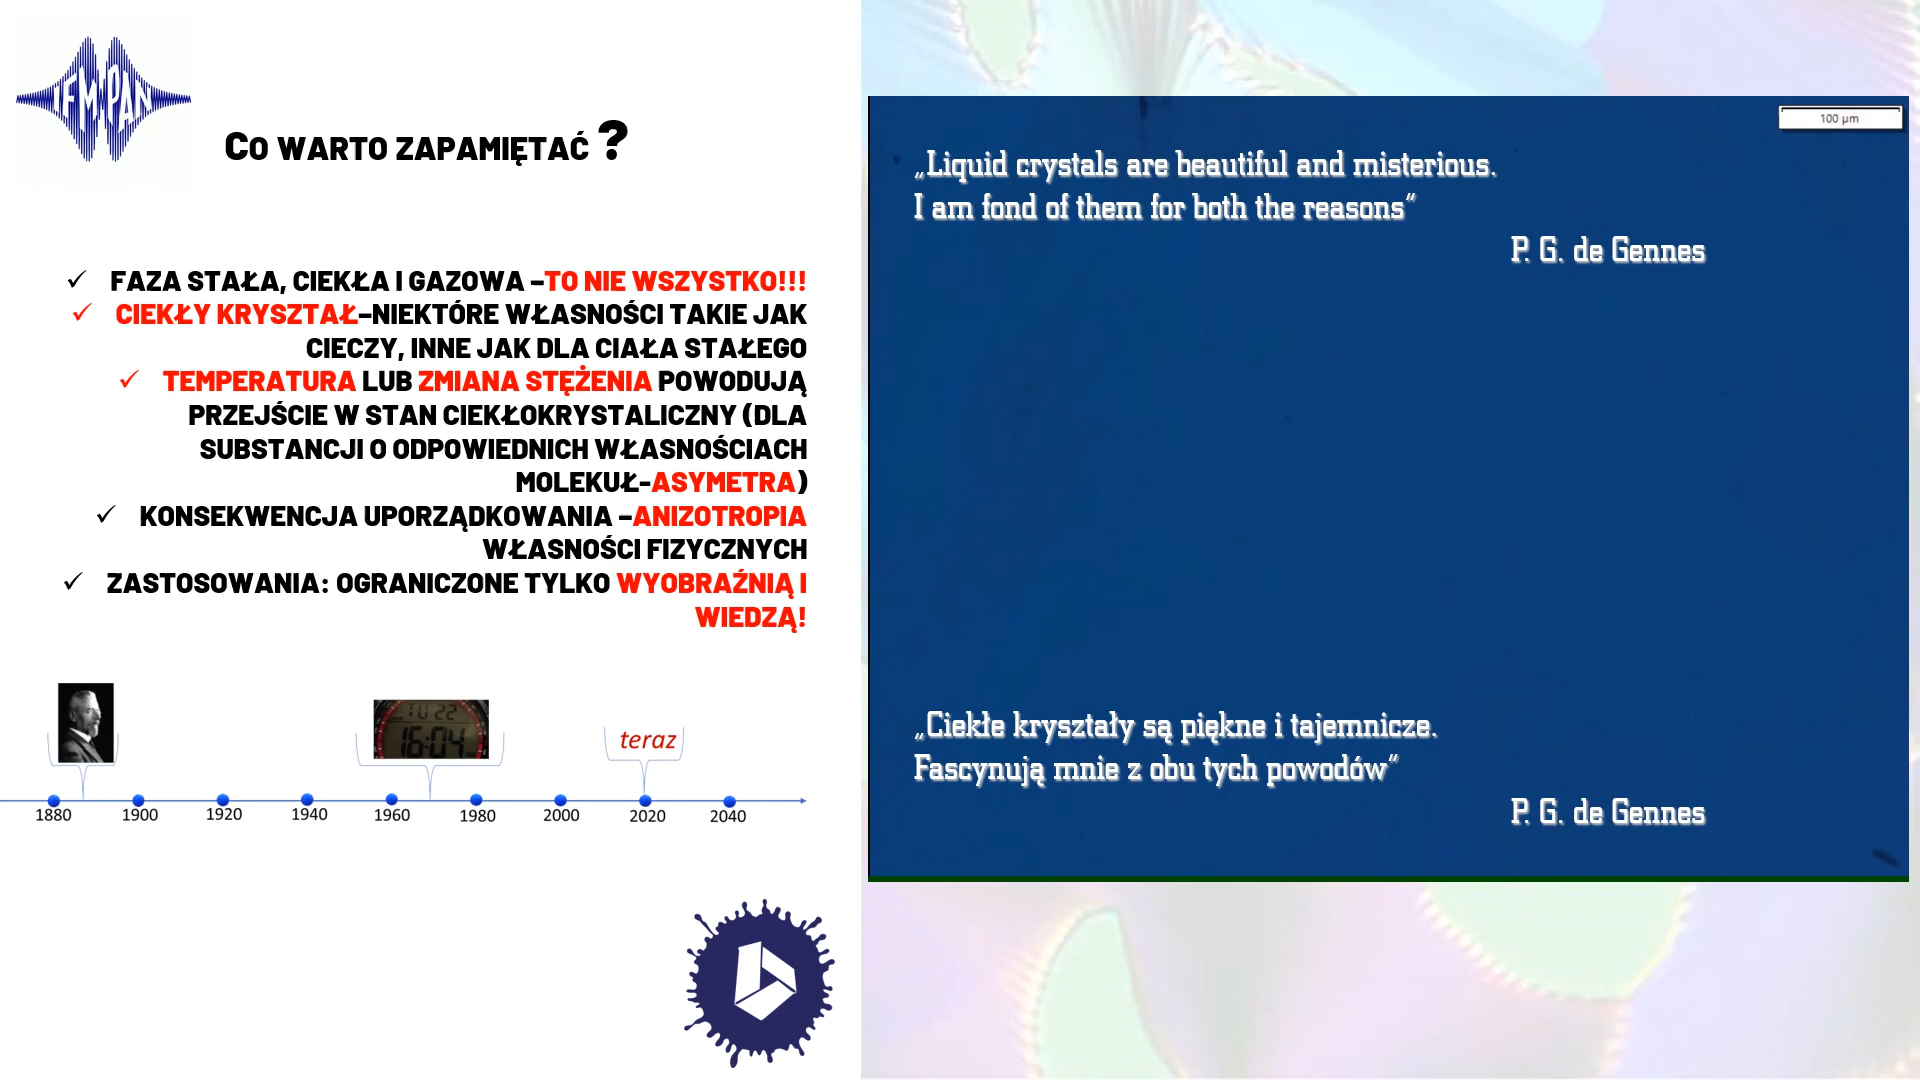 IFM PAN
Co warto zapamiętać ?
✓ FAZA STAŁA, CIEKŁA I GAZOWA –TO NIE WSZYSTKO!!!
✓ CIEKŁY KRYSZTAŁ–NIEKTÓRE WŁASNOŚCI TAKIE JAK
CIECZY, INNE JAK DLA CIAŁA STAŁEGO
✓ TEMPERATURA LUB ZMIANA STĘŻENIA POWODUJĄ
PRZEJŚCIE W STAN CIEKŁOKRYSTALICZNY (DLA
SUBSTANCJI O ODPOWIEDNICH WŁASNOŚCIACH
MOLEKUŁ-ASYMETRA)
✓ KONSEKWENCJA UPORZĄDKOWANIA –ANIZOTROPIA
WŁASNOŚCI FIZYCZNYCH
✓ ZASTOSOWANIA: OGRANICZONE TYLKO WYOBRAŹNIĄ I
WIEDZĄ!
TU 22
16:04
teraz
1880 1900 1920 1940 1960 1980 2000 2020 2040
100 µm
„Liquid crystals are beautiful and misterious.
I am fond of them for both the reasons”
P. G. de Gennes
„Ciekłe kryształy są piękne i tajemnicze.
Fascynują mnie z obu tych powodów”
P. G. de Gennes